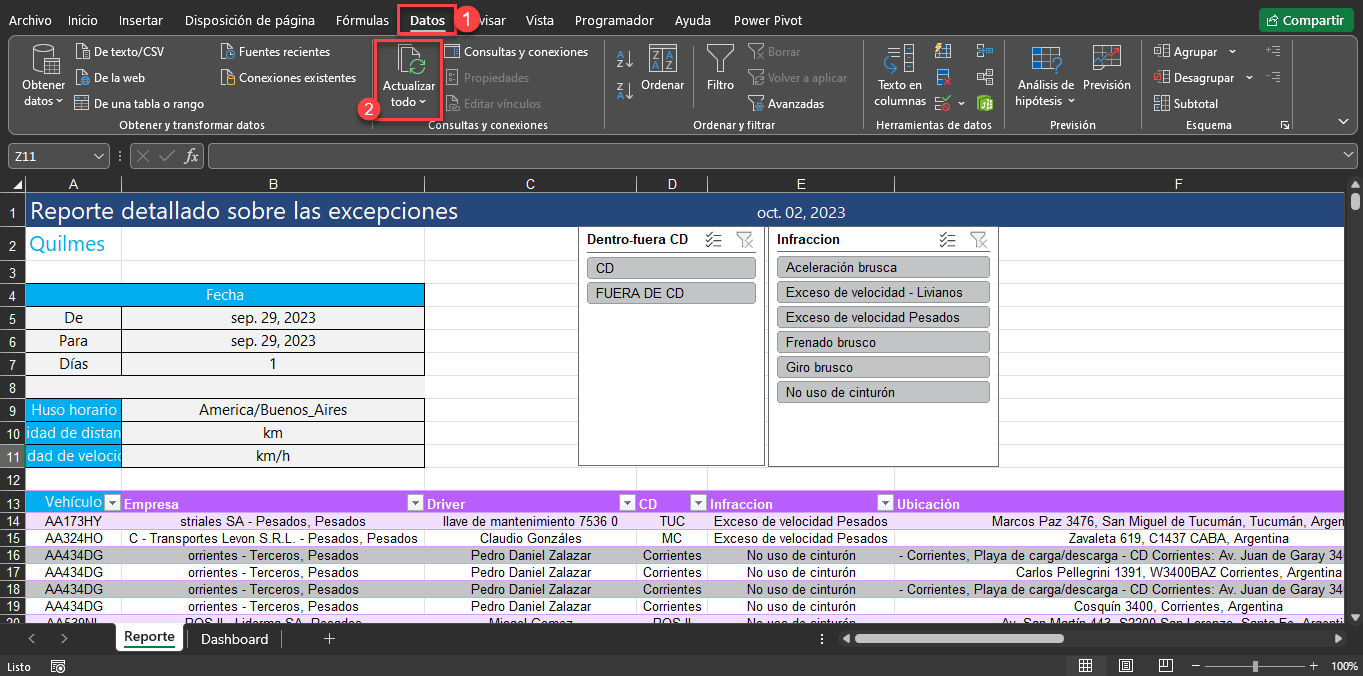 Archivo Inicio Insertar Disposición de página Fórmulas Datos 1 visar Vista Programador Ayuda Power Pivot Compartir
Obtener datos
De texto/CSV
De la web
De una tabla o rango
Fuentes recientes
Conexiones existentes
Obtener y transformar datos
2
Actualizar todo
Consultas y conexiones
Propiedades
Editar vínculos
Consultas y conexiones
Ordenar
Filtro
Borrar
Volver a aplicar
Avanzadas
Ordenar y filtrar
Texto en columnas
Herramientas de datos
Análisis de hipótesis
Previsión
Previsión
Agrupar
Desagrupar
Subtotal
Esquema
Z11 fx
A B C D E F
1 Reporte detallado sobre las excepciones oct. 02, 2023
2 Quilmes
3
4 Fecha
5 De sep. 29, 2023
6 Para sep. 29, 2023
7 Días 1
8
9 Huso horario America/Buenos_Aires
10 idad de distan km
11 dad de veloci km/h
12
Dentro-fuera CD
CD
FUERA DE CD
Infraccion
Aceleración brusca
Exceso de velocidad - Livianos
Exceso de velocidad Pesados
Frenado brusco
Giro brusco
No uso de cinturón
13 Vehículo Empresa Driver CD Infraccion Ubicación
14 AA173HY striales SA - Pesados, Pesados llave de mantenimiento 7536 0 TUC Exceso de velocidad Pesados Marcos Paz 3476, San Miguel de Tucumán, Tucumán, Argen
15 AA324HO C - Transportes Levon S.R.L. - Pesados, Pesados Claudio Gonzáles MC Exceso de velocidad Pesados Zavaleta 619, C1437 CABA, Argentina
16 AA434DG orrientes - Terceros, Pesados Pedro Daniel Zalazar Corrientes No uso de cinturón - Corrientes, Playa de carga/descarga - CD Corrientes: Av. Juan de Garay 34
17 AA434DG orrientes - Terceros, Pesados Pedro Daniel Zalazar Corrientes No uso de cinturón Carlos Pellegrini 1391, W3400BAZ Corrientes, Argentina
18 AA434DG orrientes - Terceros, Pesados Pedro Daniel Zalazar Corrientes No uso de cinturón - Corrientes, Playa de carga/descarga - CD Corrientes: Av. Juan de Garay 34
19 AA434DG orrientes - Terceros, Pesados Pedro Daniel Zalazar Corrientes No uso de cinturón Cosquín 3400, Corrientes, Argentina
Reporte Dashboard
Listo 100%